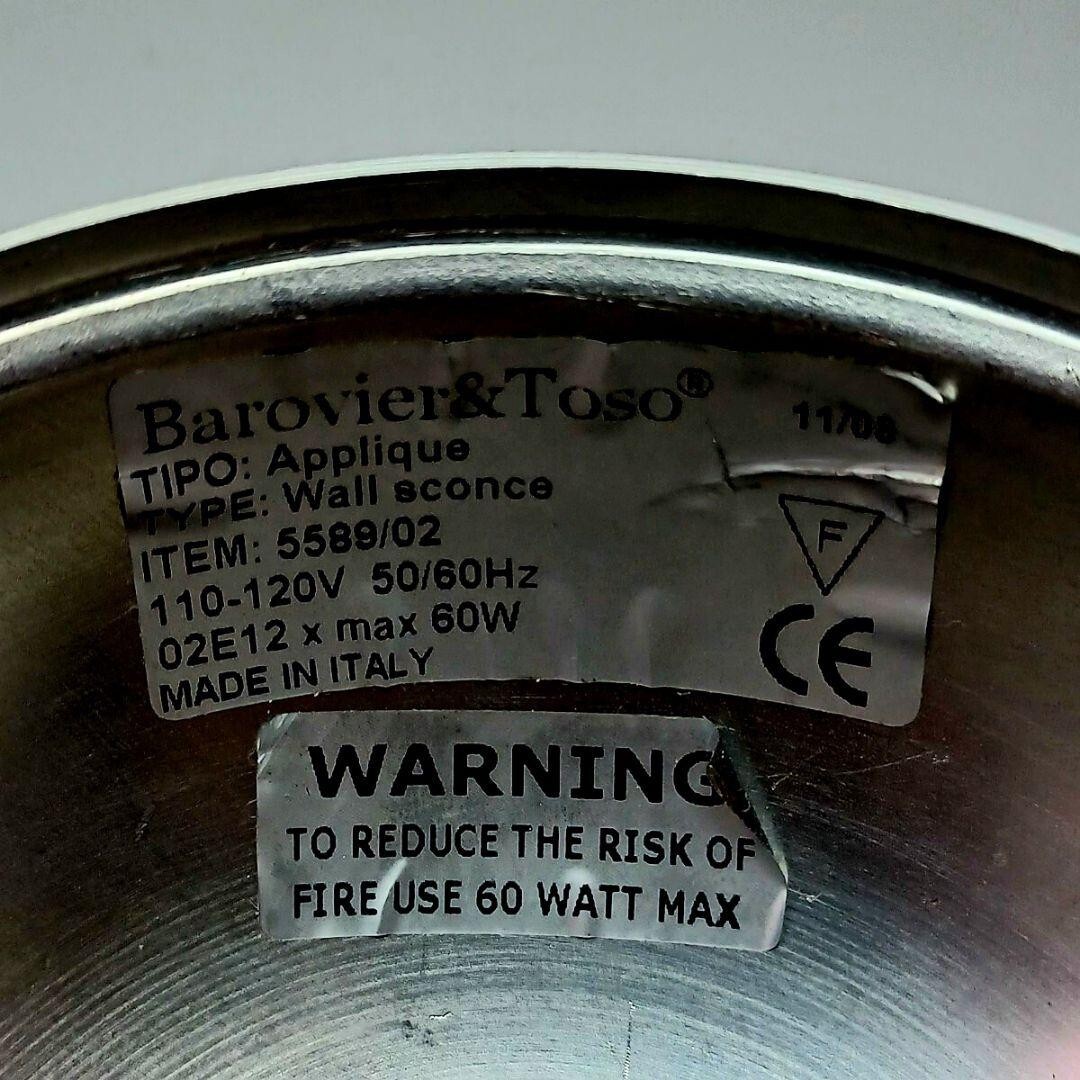 Barovier&Toso®
11/08
TIPO: Applique
TYPE: Wall sconce
ITEM: 5589/02
110-120V 50/60Hz
02E12 x max 60W
MADE IN ITALY
F
CE
WARNING
TO REDUCE THE RISK OF
FIRE USE 60 WATT MAX